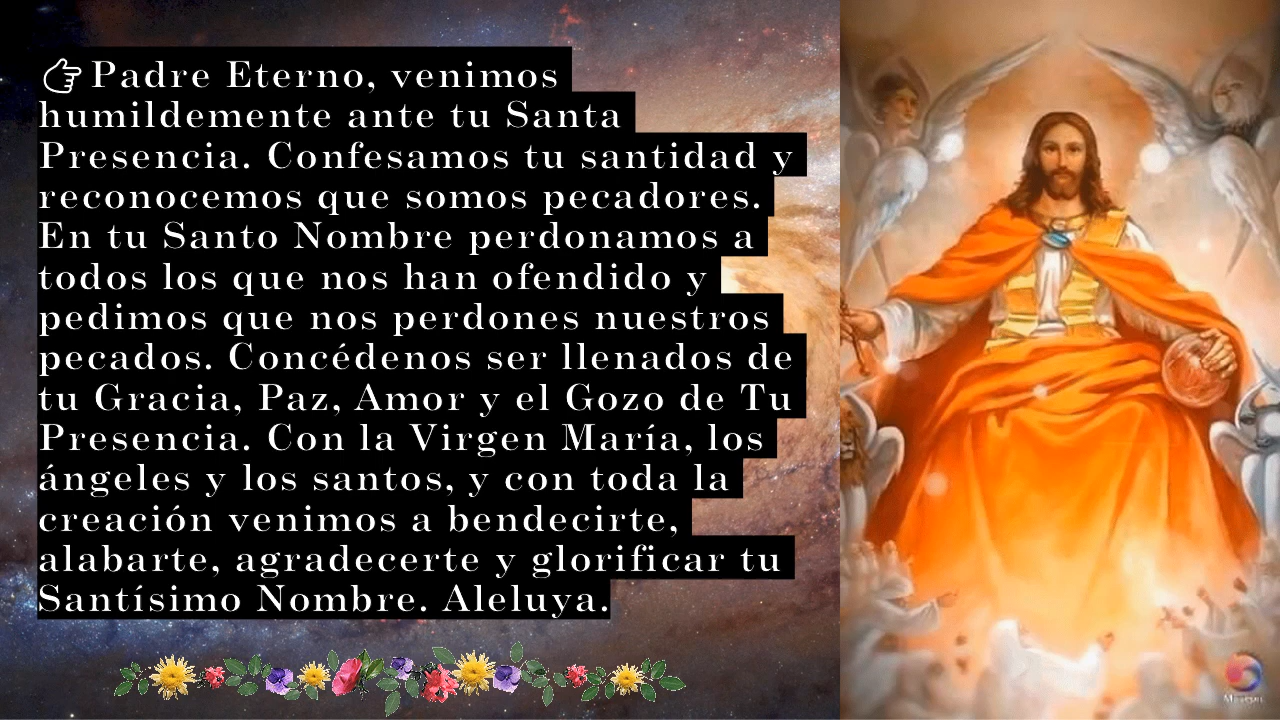 👉Padre Eterno, venimos
humildemente ante tu Santa
Presencia. Confesamos tu santidad y
reconocemos que somos pecadores.
En tu Santo Nombre perdonamos a
todos los que nos han ofendido y
pedimos que nos perdones nuestros
pecados. Concédenos ser llenados de
tu Gracia, Paz, Amor y el Gozo de Tu
Presencia. Con la Virgen María, los
ángeles y los santos, y con toda la
creación venimos a bendecirte,
alabarte, agradecerte y glorificar tu
Santísimo Nombre. Aleluya.